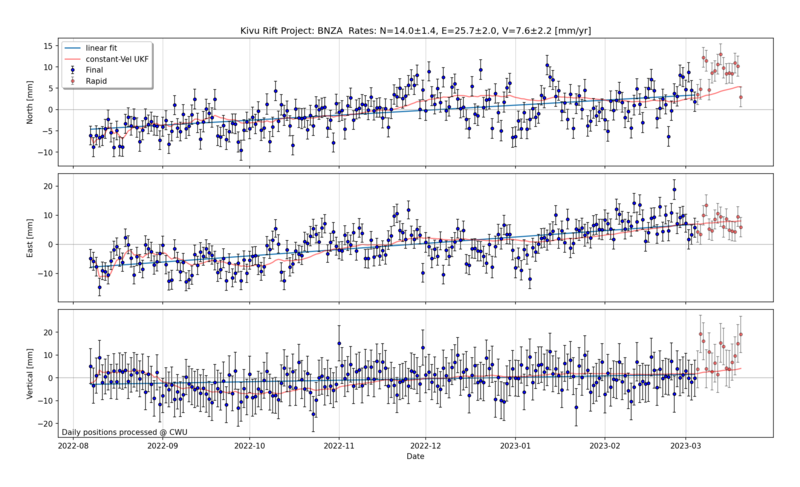 Kivu Rift Project: BNZA  Rates: N=14.0±1.4, E=25.7±2.0, V=7.6±2.2 [mm/yr]
linear fit
constant-Vel UKF
Final
Rapid
North [mm]
15
10
5
0
−5
−10
East [mm]
20
10
0
−10
Vertical [mm]
20
10
0
−10
−20
Daily positions processed @ CWU
2022-08
2022-09
2022-10
2022-11
2022-12
2023-01
2023-02
2023-03
Date